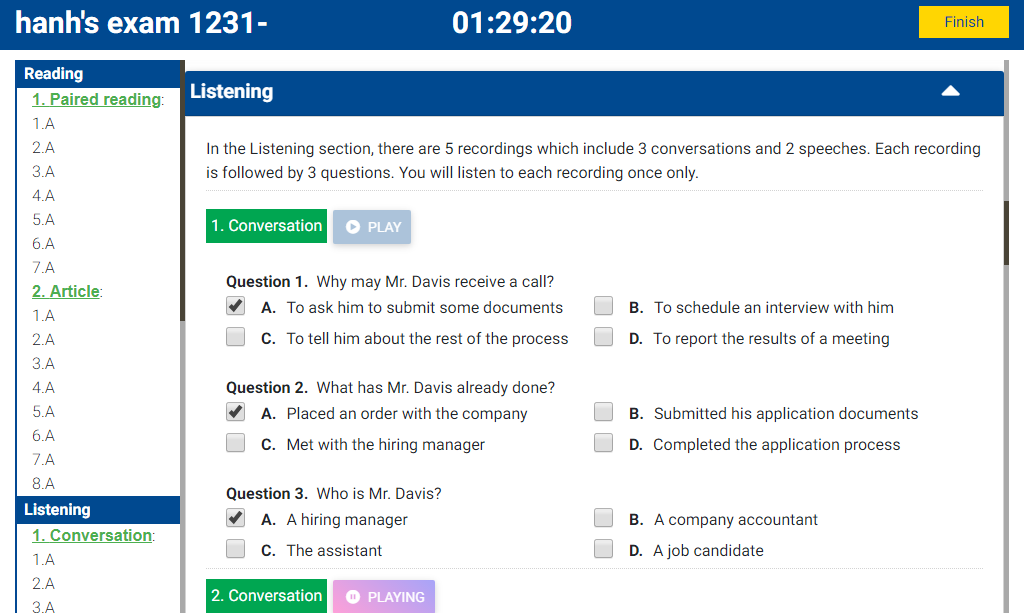 hanh's exam 1231-
01:29:20
Finish
Reading
1. Paired reading:
1.A
2.A
3.A
4.A
5.A
6.A
7.A
2. Article:
1.A
2.A
3.A
4.A
5.A
6.A
7.A
8.A
Listening
1. Conversation:
1.A
2.A
3.A
Listening
In the Listening section, there are 5 recordings which include 3 conversations and 2 speeches. Each recording
is followed by 3 questions. You will listen to each recording once only.
1. Conversation PLAY
Question 1. Why may Mr. Davis receive a call?
A. To ask him to submit some documents B. To schedule an interview with him
C. To tell him about the rest of the process D. To report the results of a meeting
Question 2. What has Mr. Davis already done?
A. Placed an order with the company B. Submitted his application documents
C. Met with the hiring manager D. Completed the application process
Question 3. Who is Mr. Davis?
A. A hiring manager B. A company accountant
C. The assistant D. A job candidate
2. Conversation PLAYING